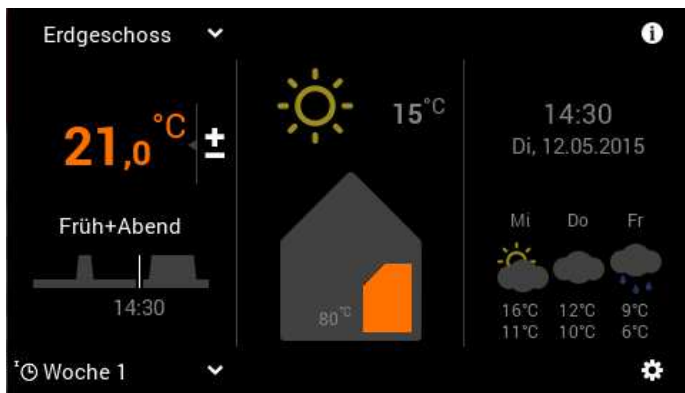 Erdgeschoss
21,0 °C
±
Früh+Abend
14:30
Woche 1
15°C
80°C
14:30
Di, 12.05.2015
Mi Do Fr
16°C 12°C 9°C
11°C 10°C 6°C